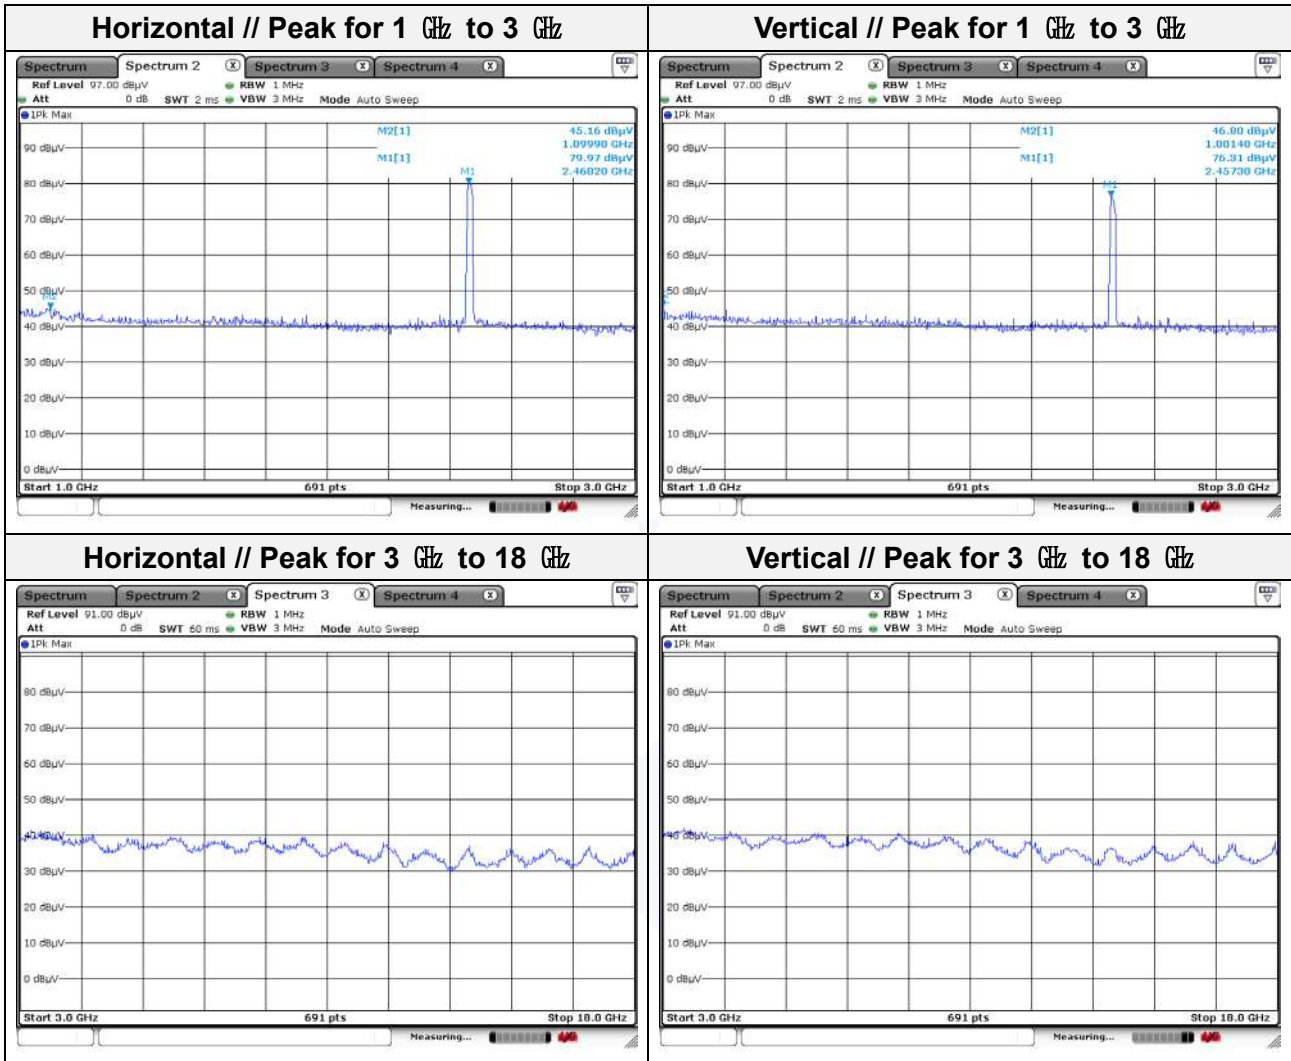 Horizontal // Peak for 1 ㎓ to 3 ㎓
Spectrum Spectrum 2 X Spectrum 3 X Spectrum 4 X
Ref Level 97.00 dBµV RBW 1 MHz
Att 0 dB SWT 2 ms VBW 3 MHz Mode Auto Sweep
1Pk Max
M2[1] 45.16 dBµV
1.09990 GHz
M1[1] 79.97 dBµV
2.46020 GHz
90 dBµV
M1
80 dBµV
70 dBµV
60 dBµV
50 dBµV
M2
40 dBµV
30 dBµV
20 dBµV
10 dBµV
0 dBµV
Start 1.0 GHz 691 pts Stop 3.0 GHz
Measuring...
Vertical // Peak for 1 ㎓ to 3 ㎓
Spectrum Spectrum 2 X Spectrum 3 X Spectrum 4 X
Ref Level 97.00 dBµV RBW 1 MHz
Att 0 dB SWT 2 ms VBW 3 MHz Mode Auto Sweep
1Pk Max
M2[1] 46.80 dBµV
1.00140 GHz
M1[1] 76.31 dBµV
2.45730 GHz
90 dBµV
80 dBµV
M1
70 dBµV
60 dBµV
50 dBµV
40 dBµV
30 dBµV
20 dBµV
10 dBµV
0 dBµV
Start 1.0 GHz 691 pts Stop 3.0 GHz
Measuring...
Horizontal // Peak for 3 ㎓ to 18 ㎓
Spectrum Spectrum 2 X Spectrum 3 X Spectrum 4 X
Ref Level 91.00 dBµV RBW 1 MHz
Att 0 dB SWT 60 ms VBW 3 MHz Mode Auto Sweep
1Pk Max
80 dBµV
70 dBµV
60 dBµV
50 dBµV
40 dBµV
30 dBµV
20 dBµV
10 dBµV
0 dBµV
Start 3.0 GHz 691 pts Stop 18.0 GHz
Measuring...
Vertical // Peak for 3 ㎓ to 18 ㎓
Spectrum Spectrum 2 X Spectrum 3 X Spectrum 4 X
Ref Level 91.00 dBµV RBW 1 MHz
Att 0 dB SWT 60 ms VBW 3 MHz Mode Auto Sweep
1Pk Max
80 dBµV
70 dBµV
60 dBµV
50 dBµV
40 dBµV
30 dBµV
20 dBµV
10 dBµV
0 dBµV
Start 3.0 GHz 691 pts Stop 18.0 GHz
Measuring...